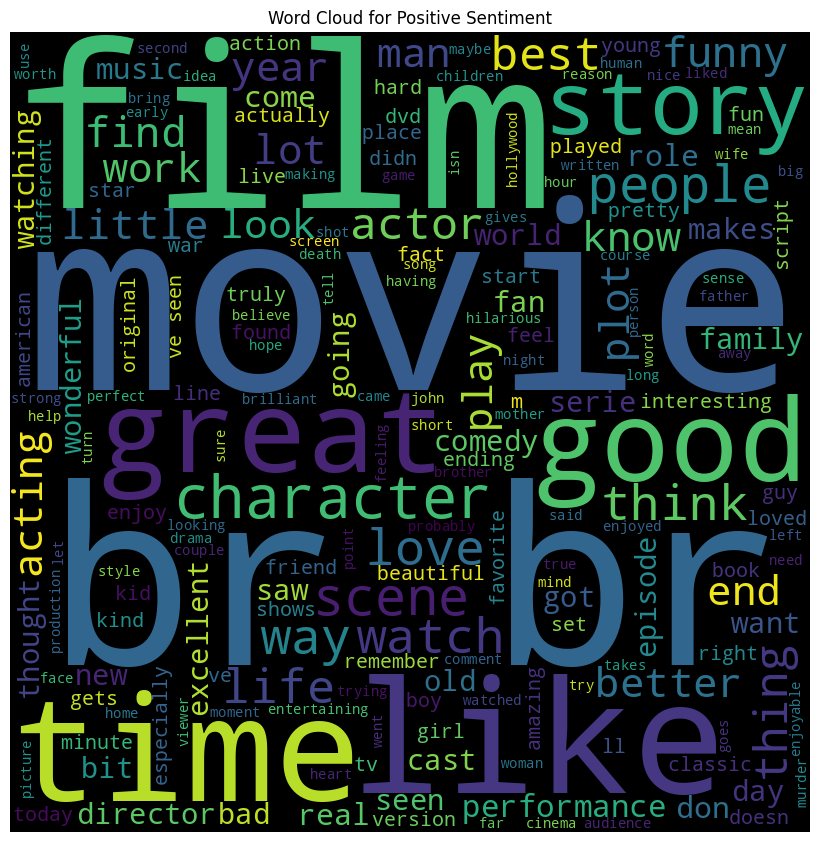 Word Cloud for Positive Sentiment
use second action man maybe best young funny
worth music idea year human children reason nice liked
film
story
bring early find come actually hard dvd place fun mean
work lot live making didn game isn hollywood played written role wife
watching different star hour people big
little look actor world gives know pretty makes script
war shot screen death fact song having start course
movie
american original ve seen truly believe found hope tell going fan hilarious feel night plot person word sense father family away
wonderful play long
strong perfect line brilliant came john m serie interesting
help turn sure great short mother comedy ending good
acting enjoy character feeling brother think guy
looking drama couple point probably said enjoyed loved left
br br
production let style kid kind friend love beautiful favorite true mind need book
thought excellent saw shows scene got set episode end
way watch want
face new gets especially ve life remember comment old takes right
home viewer moment entertaining trying boy watched amazing try better thing enjoyable
time like
picture minute bit heart tv went girl cast woman ll classic goes murder
today director bad real version seen far performance cinema audience don doesn day